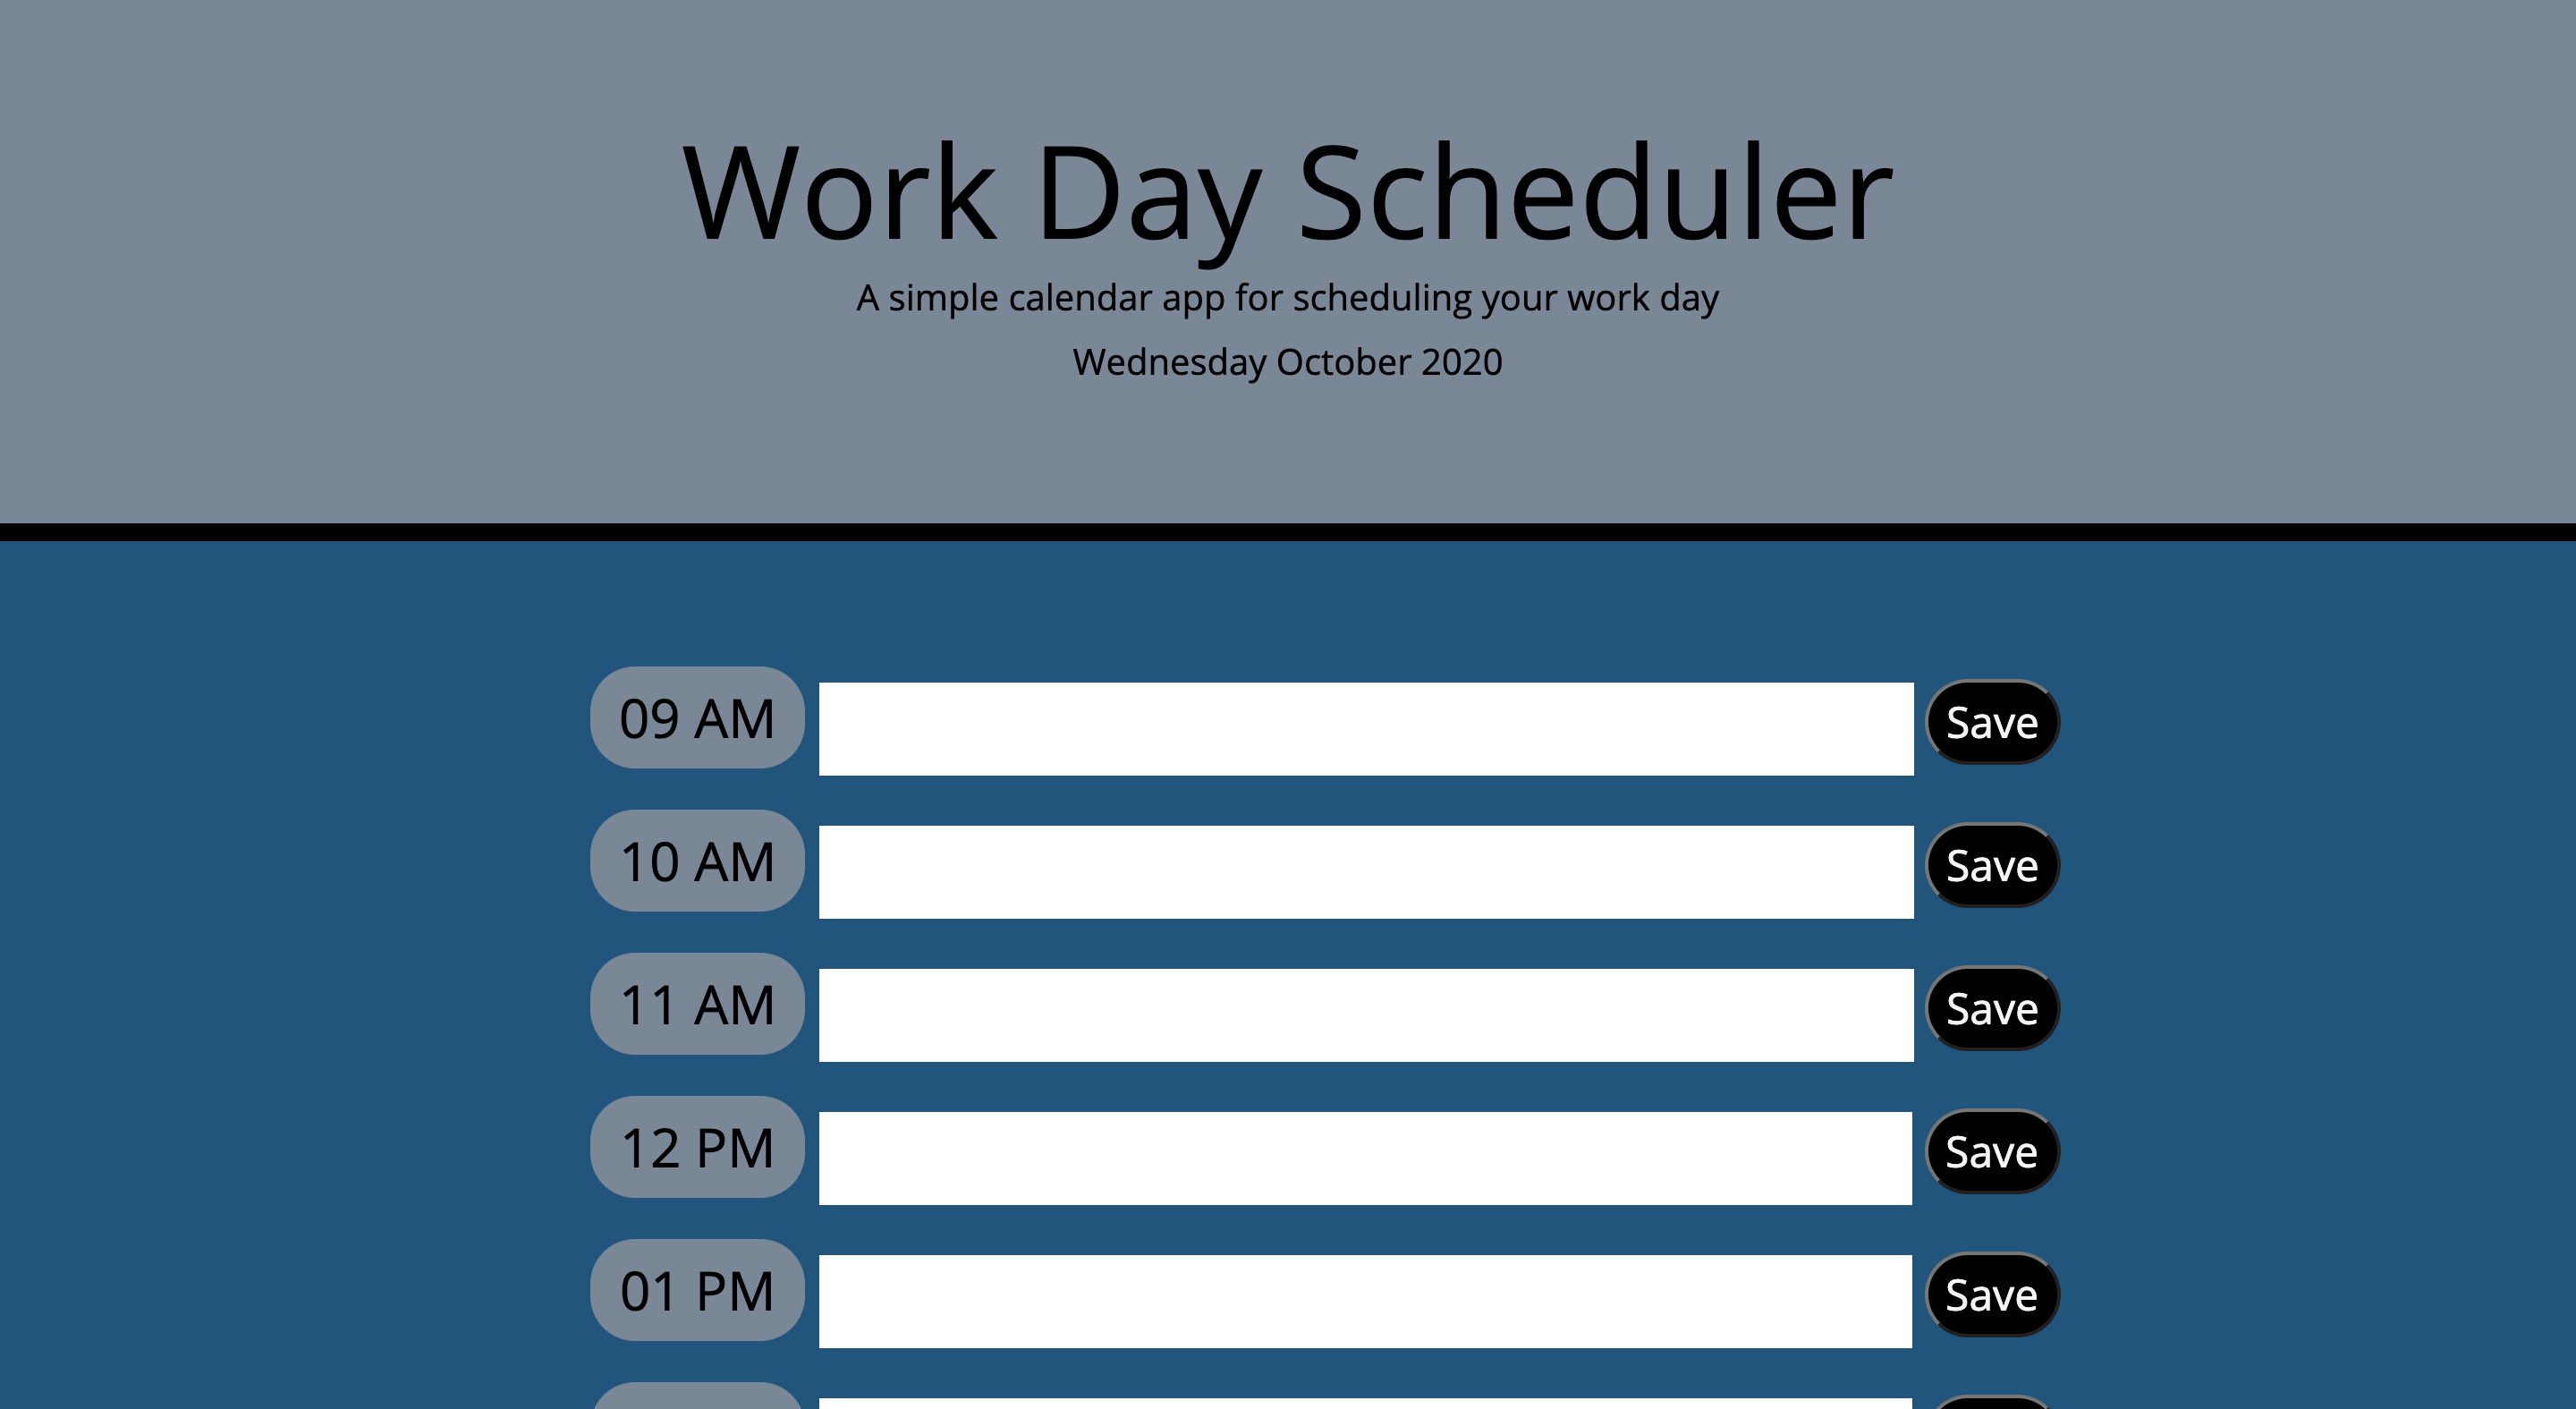 Work Day Scheduler
A simple calendar app for scheduling your work day
Wednesday October 2020
09 AM Save
10 AM Save
11 AM Save
12 PM Save
01 PM Save